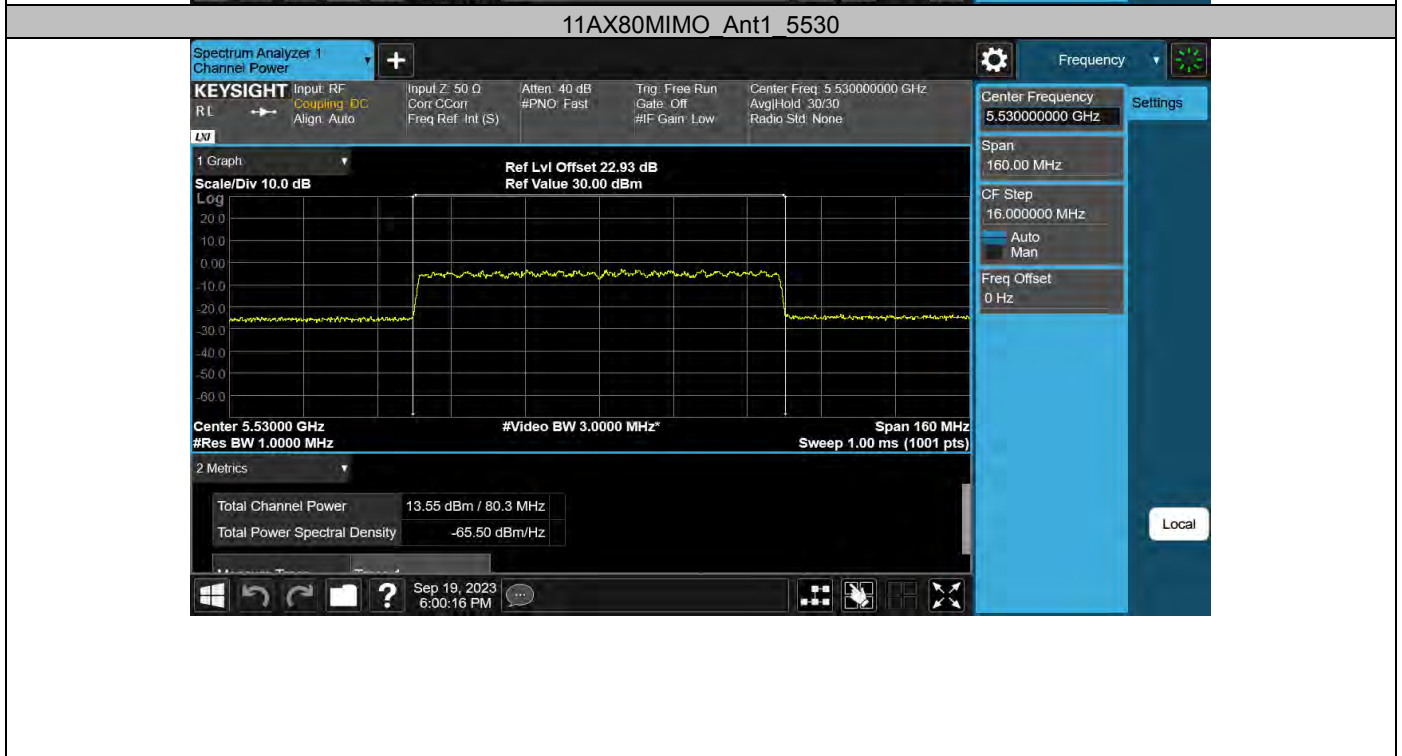 11AX80MIMO_Ant1_5530
Spectrum Analyzer 1
Channel Power
+
Frequency
KEYSIGHT
RL
LXI
Input: RF
Coupling: DC
Align: Auto
Input Z: 50 Ω
Corr CCorr
Freq Ref: Int (S)
Atten: 40 dB
#PNO: Fast
Trig: Free Run
Gate: Off
#IF Gain: Low
Center Freq: 5.530000000 GHz
Avg|Hold: 30/30
Radio Std: None
Center Frequency
5.530000000 GHz
Settings
Span
160.00 MHz
CF Step
16.000000 MHz
Auto
Man
Freq Offset
0 Hz
1 Graph
Scale/Div 10.0 dB
Ref Lvl Offset 22.93 dB
Ref Value 30.00 dBm
Log
20.0
10.0
0.00
-10.0
-20.0
-30.0
-40.0
-50.0
-60.0
Center 5.53000 GHz
#Res BW 1.0000 MHz
#Video BW 3.0000 MHz*
Span 160 MHz
Sweep 1.00 ms (1001 pts)
2 Metrics
Total Channel Power 13.55 dBm / 80.3 MHz
Total Power Spectral Density -65.50 dBm/Hz
Local
?
Sep 19, 2023
6:00:16 PM